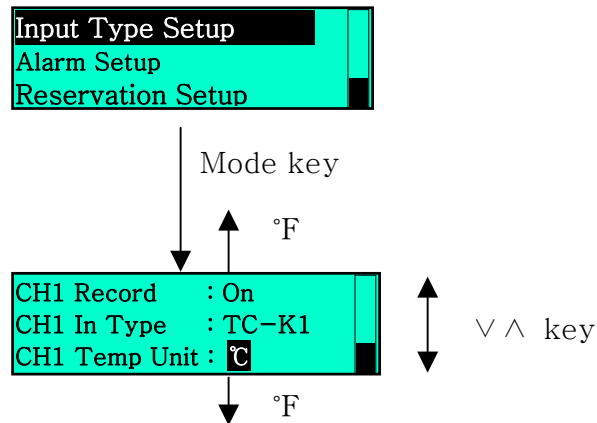 Input Type Setup
Alarm Setup
Reservation Setup
Mode key
℉
CH1 Record : On
CH1 In Type : TC-K1
CH1 Temp Unit : ℃
∨∧ key
℉